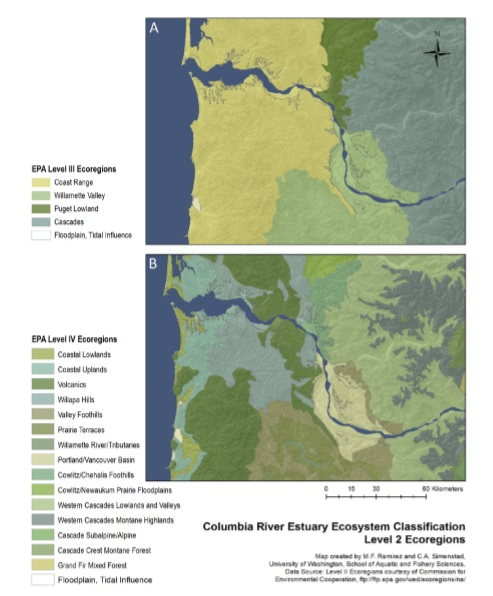 A
N
EPA Level III Ecoregions
Coast Range
Willamette Valley
Puget Lowland
Cascades
Floodplain, Tidal Influence
B
EPA Level IV Ecoregions
Coastal Lowlands
Coastal Uplands
Volcanics
Willapa Hills
Valley Foothills
Prairie Terraces
Willamette River/Tributaries
Portland/Vancouver Basin
Cowlitz/Chehalis Foothills
Cowlitz/Newaukum Prairie Floodplains
Western Cascades Lowlands and Valleys
Western Cascades Montane Highlands
Cascade Subalpine/Alpine
Cascade Crest Montane Forest
Grand Fir Mixed Forest
Floodplain, Tidal Influence
0 15 30 60 Kilometers
Columbia River Estuary Ecosystem Classification
Level 2 Ecoregions
Map created by M.F. Ramirez and C.A. Simenstad,
University of Washington, School of Aquatic and Fishery Sciences,
Data Source: Level II Ecoregions courtesy of Commission for
Environmental Cooperation, ftp://ftp.epa.gov/wed/ecoregions/na/